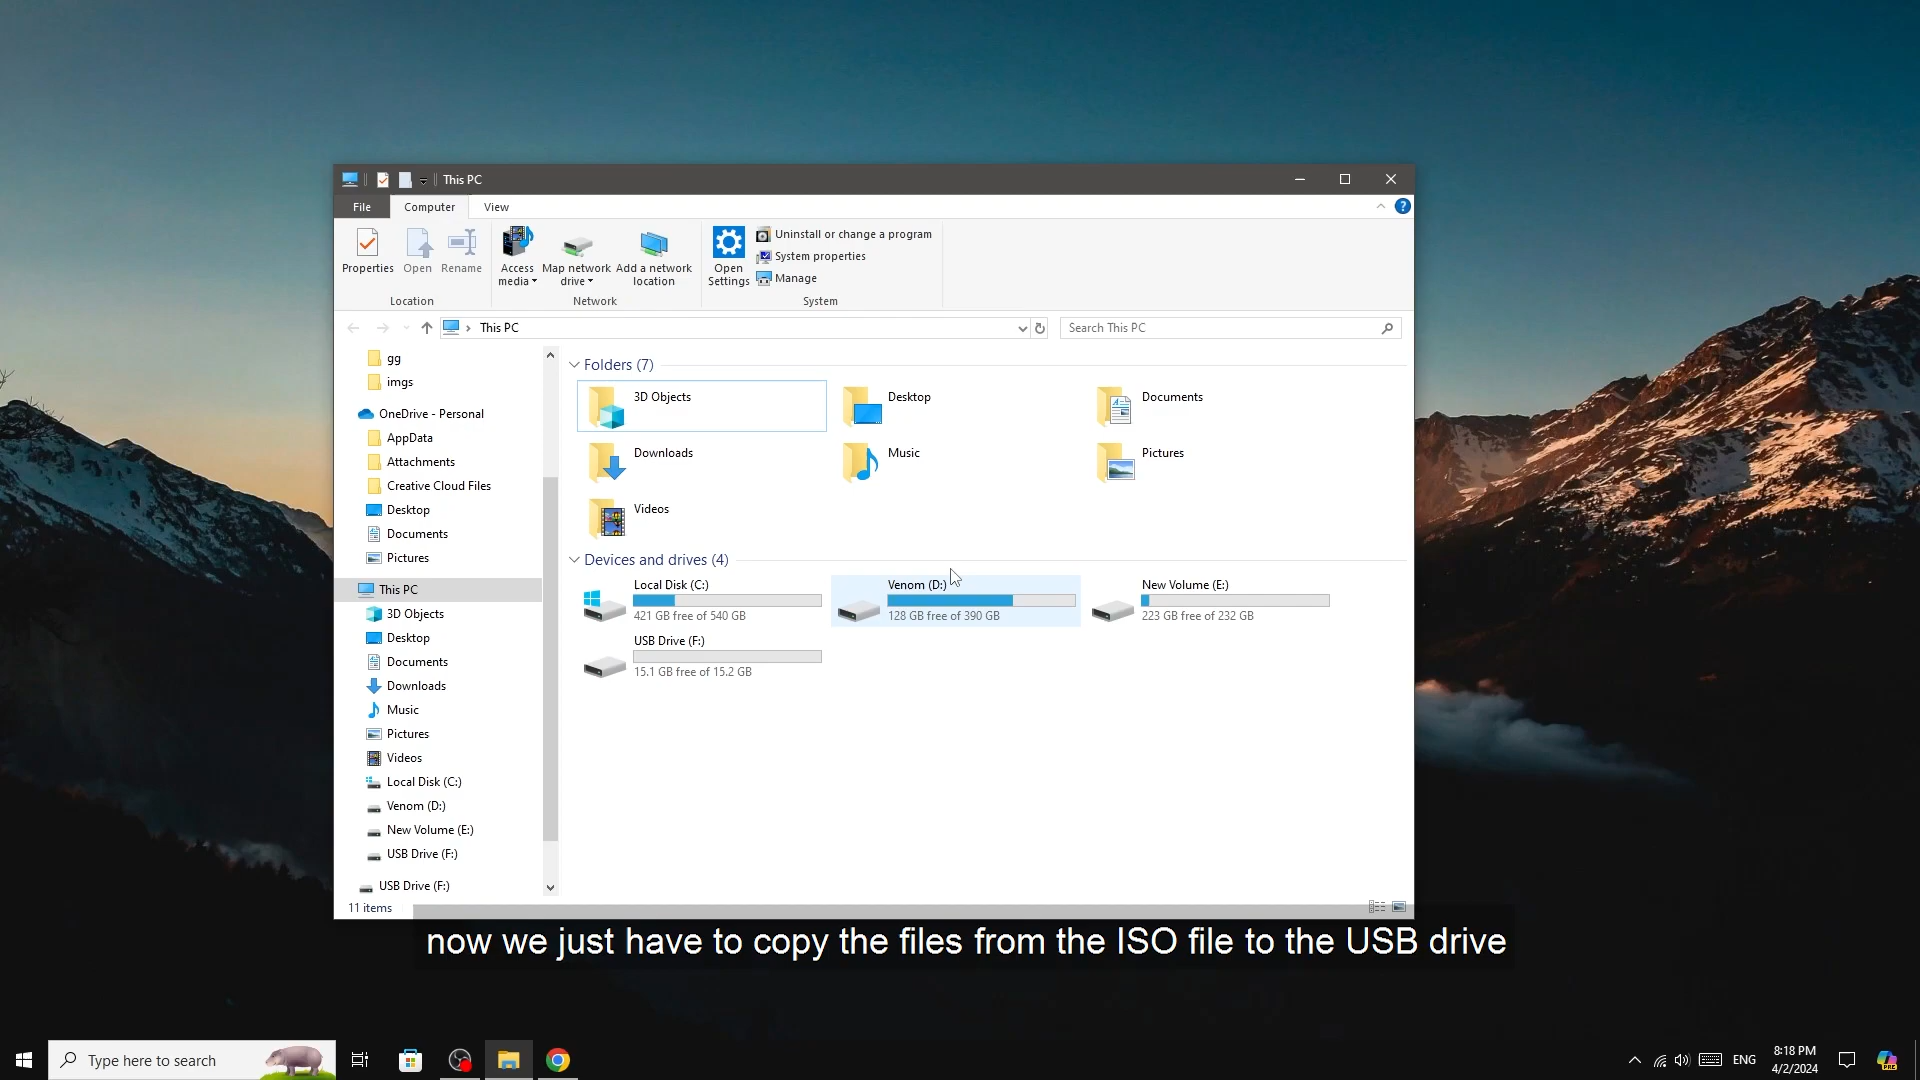 This PC
File
Computer
View
Properties
Open
Rename
Access media
Map network drive
Add a network location
Open Settings
Uninstall or change a program
System properties
Manage
Location
Network
System
This PC
Search This PC
gg
imgs
OneDrive - Personal
AppData
Attachments
Creative Cloud Files
Desktop
Documents
Pictures
This PC
3D Objects
Desktop
Documents
Downloads
Music
Pictures
Videos
Local Disk (C:)
Venom (D:)
New Volume (E:)
USB Drive (F:)
USB Drive (F:)
Folders (7)
3D Objects
Desktop
Documents
Downloads
Music
Pictures
Videos
Devices and drives (4)
Local Disk (C:)
421 GB free of 540 GB
Venom (D:)
128 GB free of 390 GB
New Volume (E:)
223 GB free of 232 GB
USB Drive (F:)
15.1 GB free of 15.2 GB
11 items
now we just have to copy the files from the ISO file to the USB drive
Type here to search
ENG
8:18 PM
4/2/2024
PRE